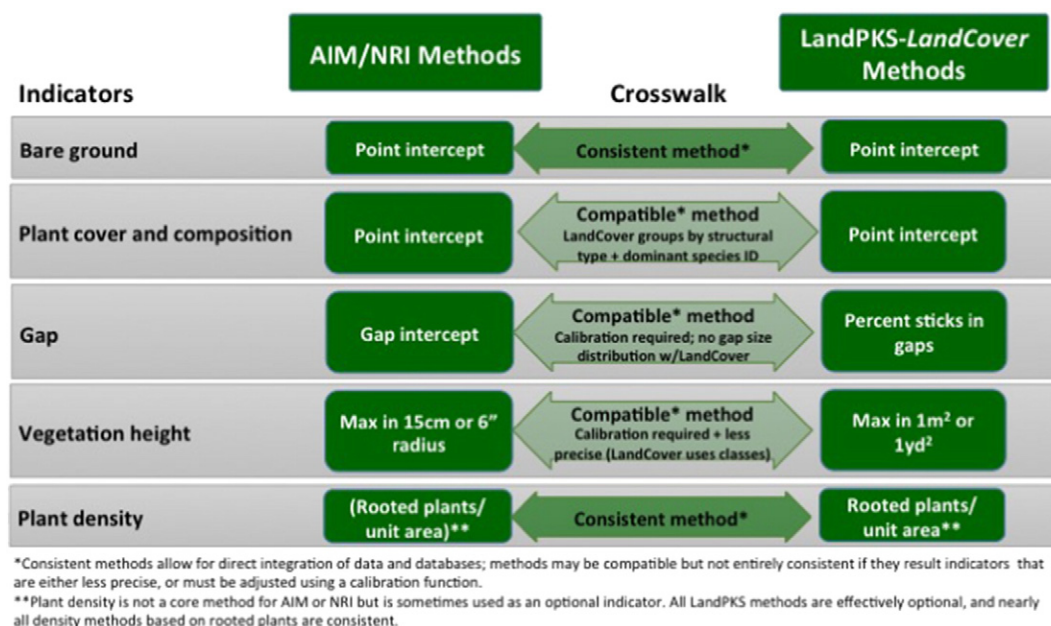 AIM/NRI Methods
LandPKS-LandCover
Methods
Indicators
Crosswalk
Bare ground
Point intercept
Consistent method*
Point intercept
Plant cover and composition
Point intercept
Compatible* method
LandCover groups by structural
type + dominant species ID
Point intercept
Gap
Gap intercept
Compatible* method
Calibration required; no gap size
distribution w/LandCover
Percent sticks in
gaps
Vegetation height
Max in 15cm or 6”
radius
Compatible* method
Calibration required + less
precise (LandCover uses classes)
Max in 1m² or
1yd²
Plant density
(Rooted plants/
unit area)**
Consistent method*
Rooted plants/
unit area**
*Consistent methods allow for direct integration of data and databases; methods may be compatible but not entirely consistent if they result indicators that
are either less precise, or must be adjusted using a calibration function.
**Plant density is not a core method for AIM or NRI but is sometimes used as an optional indicator. All LandPKS methods are effectively optional, and nearly
all density methods based on rooted plants are consistent.